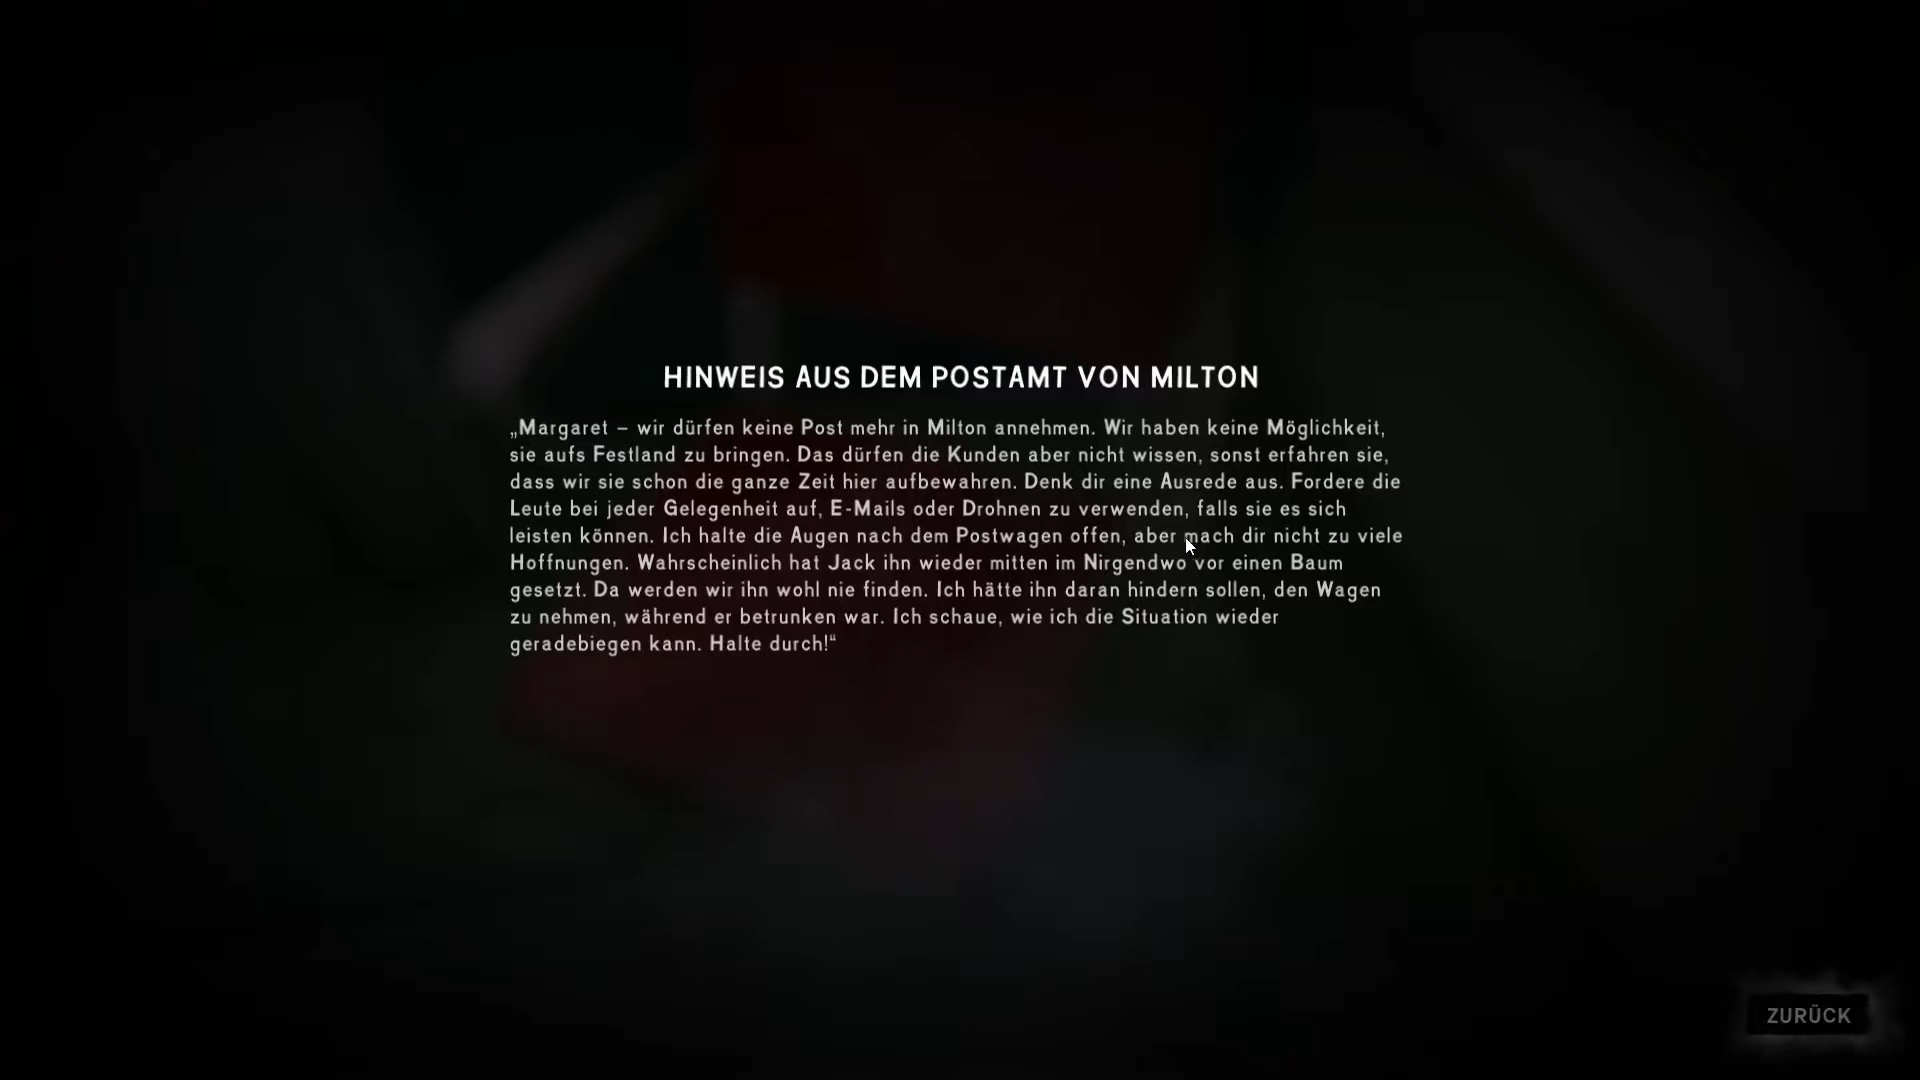 HINWEIS AUS DEM POSTAMT VON MILTON
„Margaret – wir dürfen keine Post mehr in Milton annehmen. Wir haben keine Möglichkeit,
sie aufs Festland zu bringen. Das dürfen die Kunden aber nicht wissen, sonst erfahren sie,
dass wir sie schon die ganze Zeit hier aufbewahren. Denk dir eine Ausrede aus. Fordere die
Leute bei jeder Gelegenheit auf, E-Mails oder Drohnen zu verwenden, falls sie es sich
leisten können. Ich halte die Augen nach dem Postwagen offen, aber mach dir nicht zu viele
Hoffnungen. Wahrscheinlich hat Jack ihn wieder mitten im Nirgendwo vor einen Baum
gesetzt. Da werden wir ihn wohl nie finden. Ich hätte ihn daran hindern sollen, den Wagen
zu nehmen, während er betrunken war. Ich schaue, wie ich die Situation wieder
geradebiegen kann. Halte durch!“
ZURÜCK